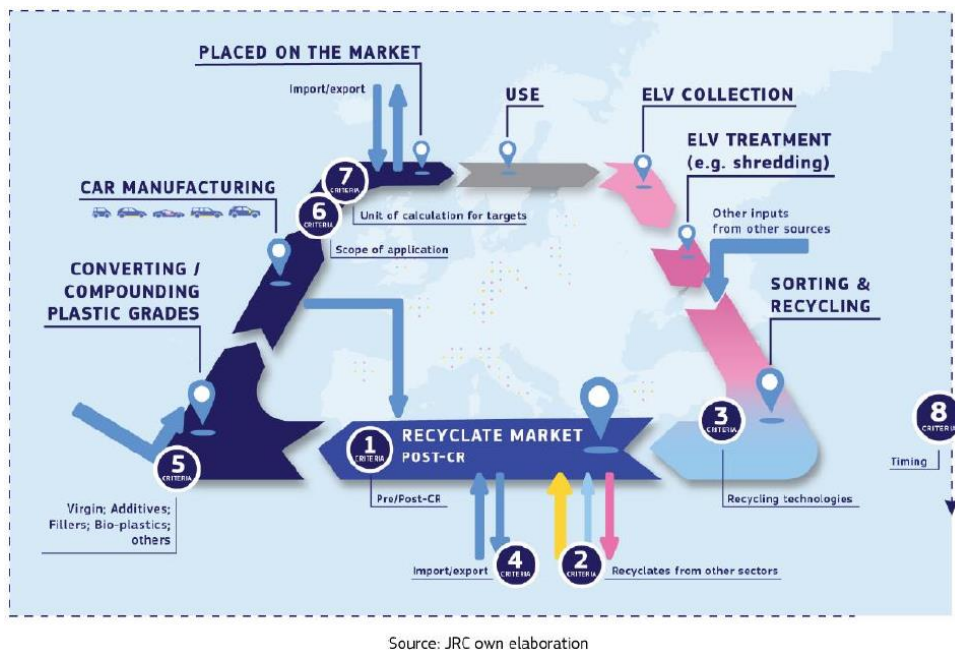 PLACED ON THE MARKET
Import/export
USE
ELV COLLECTION
ELV TREATMENT
(e.g. shredding)
7
CRITERIA
Unit of calculation for targets
CAR MANUFACTURING
6
CRITERIA
Scope of application
Other inputs
from other sources
CONVERTING /
COMPOUNDING
PLASTIC GRADES
SORTING &
RECYCLING
1
CRITERIA
RECYCLATE MARKET
POST-CR
Pre/Post-CR
3
CRITERIA
Recycling technologies
8
CRITERIA
Timing
5
CRITERIA
Virgin; Additives;
Fillers; Bio-plastics;
others
Import/export
4
CRITERIA
2
CRITERIA
Recyclates from other sectors
Source: JRC own elaboration